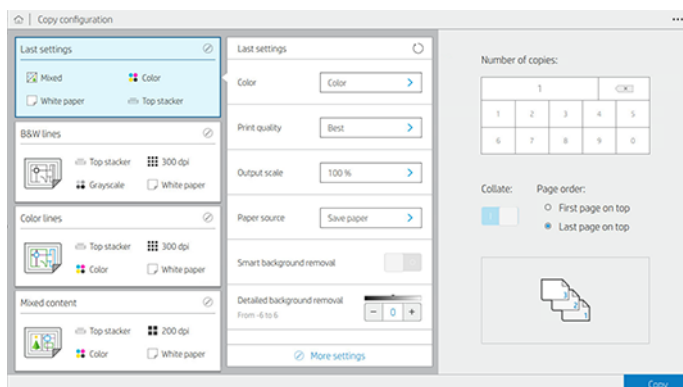 Copy configuration
Last settings
Mixed
Color
White paper
Top stacker
B&W lines
Top stacker
300 dpi
Grayscale
White paper
Color lines
Top stacker
300 dpi
Color
White paper
Mixed content
Top stacker
200 dpi
Color
White paper
Last settings
Color
Color
Print quality
Best
Output scale
100 %
Paper source
Save paper
Smart background removal
Detailed background removal
From -6 to 6
− 0 +
More settings
Number of copies:
1
1 2 3 4 5
6 7 8 9 0
Collate:
Page order:
First page on top
Last page on top
3
2
1
Copy